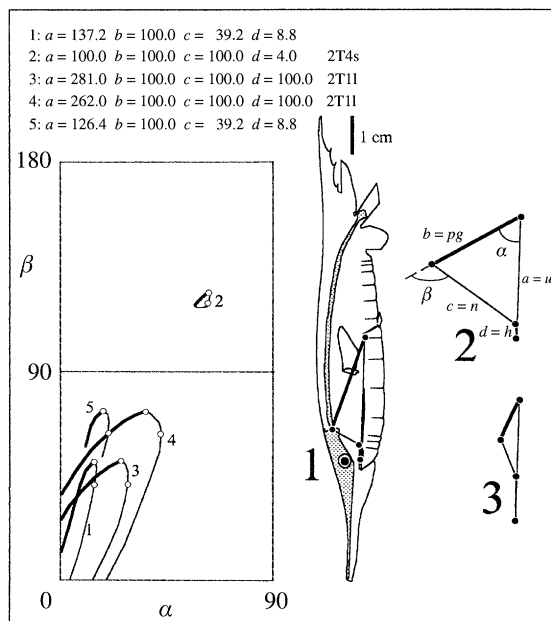 1: a = 137.2 b = 100.0 c = 39.2 d = 8.8
2: a = 100.0 b = 100.0 c = 100.0 d = 4.0 2T4s
3: a = 281.0 b = 100.0 c = 100.0 d = 100.0 2T1l
4: a = 262.0 b = 100.0 c = 100.0 d = 100.0 2T1l
5: a = 126.4 b = 100.0 c = 39.2 d = 8.8
1 cm
180
β
2
90
5
4
3
1
0
α
90
1
b = pg
α
a = u
β
c = n
d = h
2
3